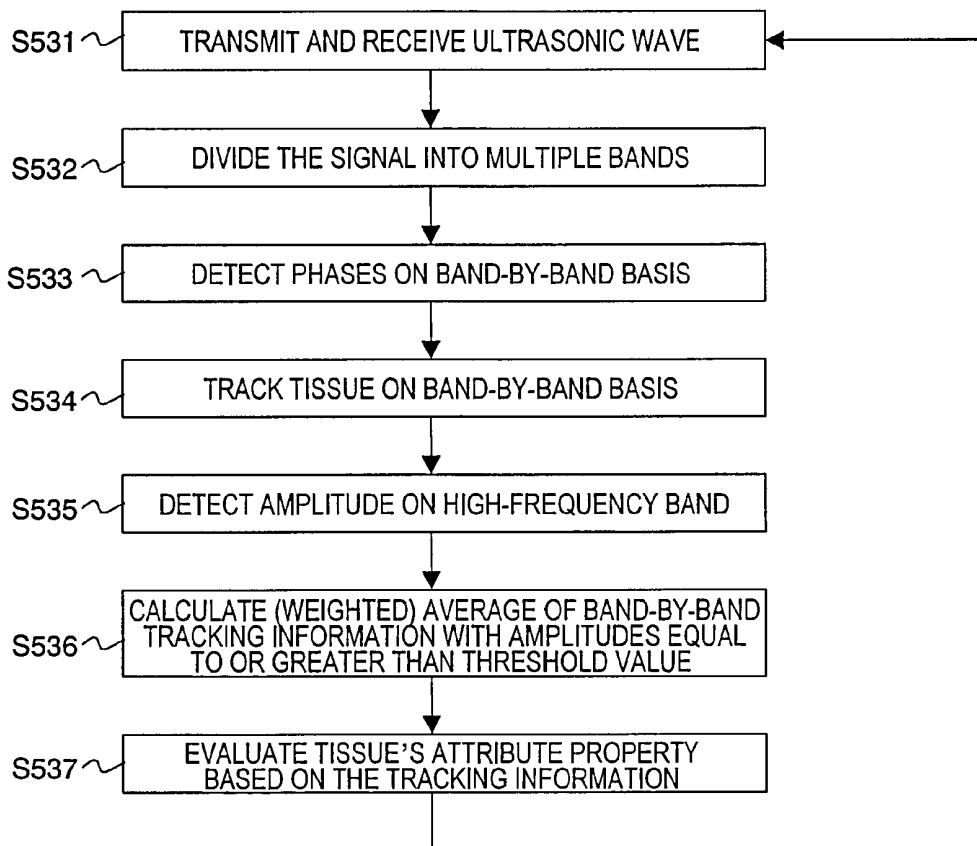 S531 TRANSMIT AND RECEIVE ULTRASONIC WAVE
S532 DIVIDE THE SIGNAL INTO MULTIPLE BANDS
S533 DETECT PHASES ON BAND-BY-BAND BASIS
S534 TRACK TISSUE ON BAND-BY-BAND BASIS
S535 DETECT AMPLITUDE ON HIGH-FREQUENCY BAND
S536 CALCULATE (WEIGHTED) AVERAGE OF BAND-BY-BAND
TRACKING INFORMATION WITH AMPLITUDES EQUAL
TO OR GREATER THAN THRESHOLD VALUE
S537 EVALUATE TISSUE'S ATTRIBUTE PROPERTY
BASED ON THE TRACKING INFORMATION